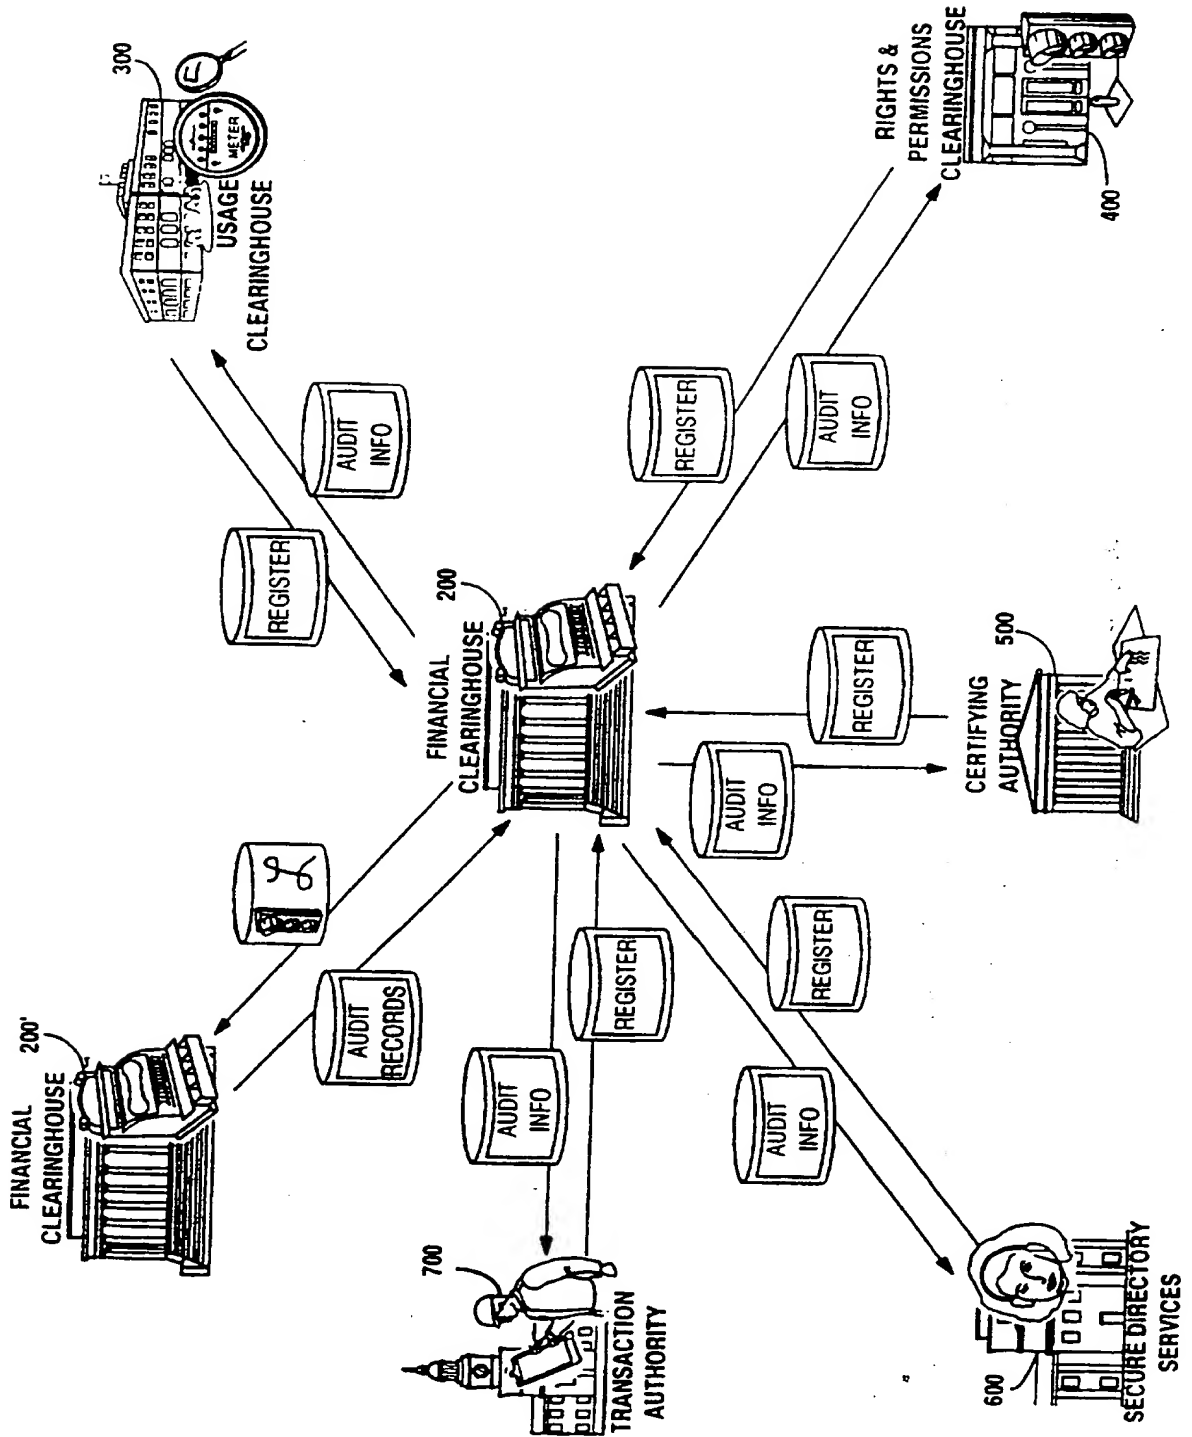 FINANCIAL
CLEARINGHOUSE
200'
300
METER
USAGE
CLEARINGHOUSE
REGISTER
AUDIT
INFO
AUDIT
RECORDS
FINANCIAL
CLEARINGHOUSE
200
700
AUDIT
INFO
REGISTER
TRANSACTION
AUTHORITY
REGISTER
AUDIT
INFO
AUDIT
INFO
REGISTER
AUDIT
INFO
REGISTER
RIGHTS &
PERMISSIONS
CLEARINGHOUSE
CERTIFYING
AUTHORITY
500
600
400
SECURE DIRECTORY
SERVICES